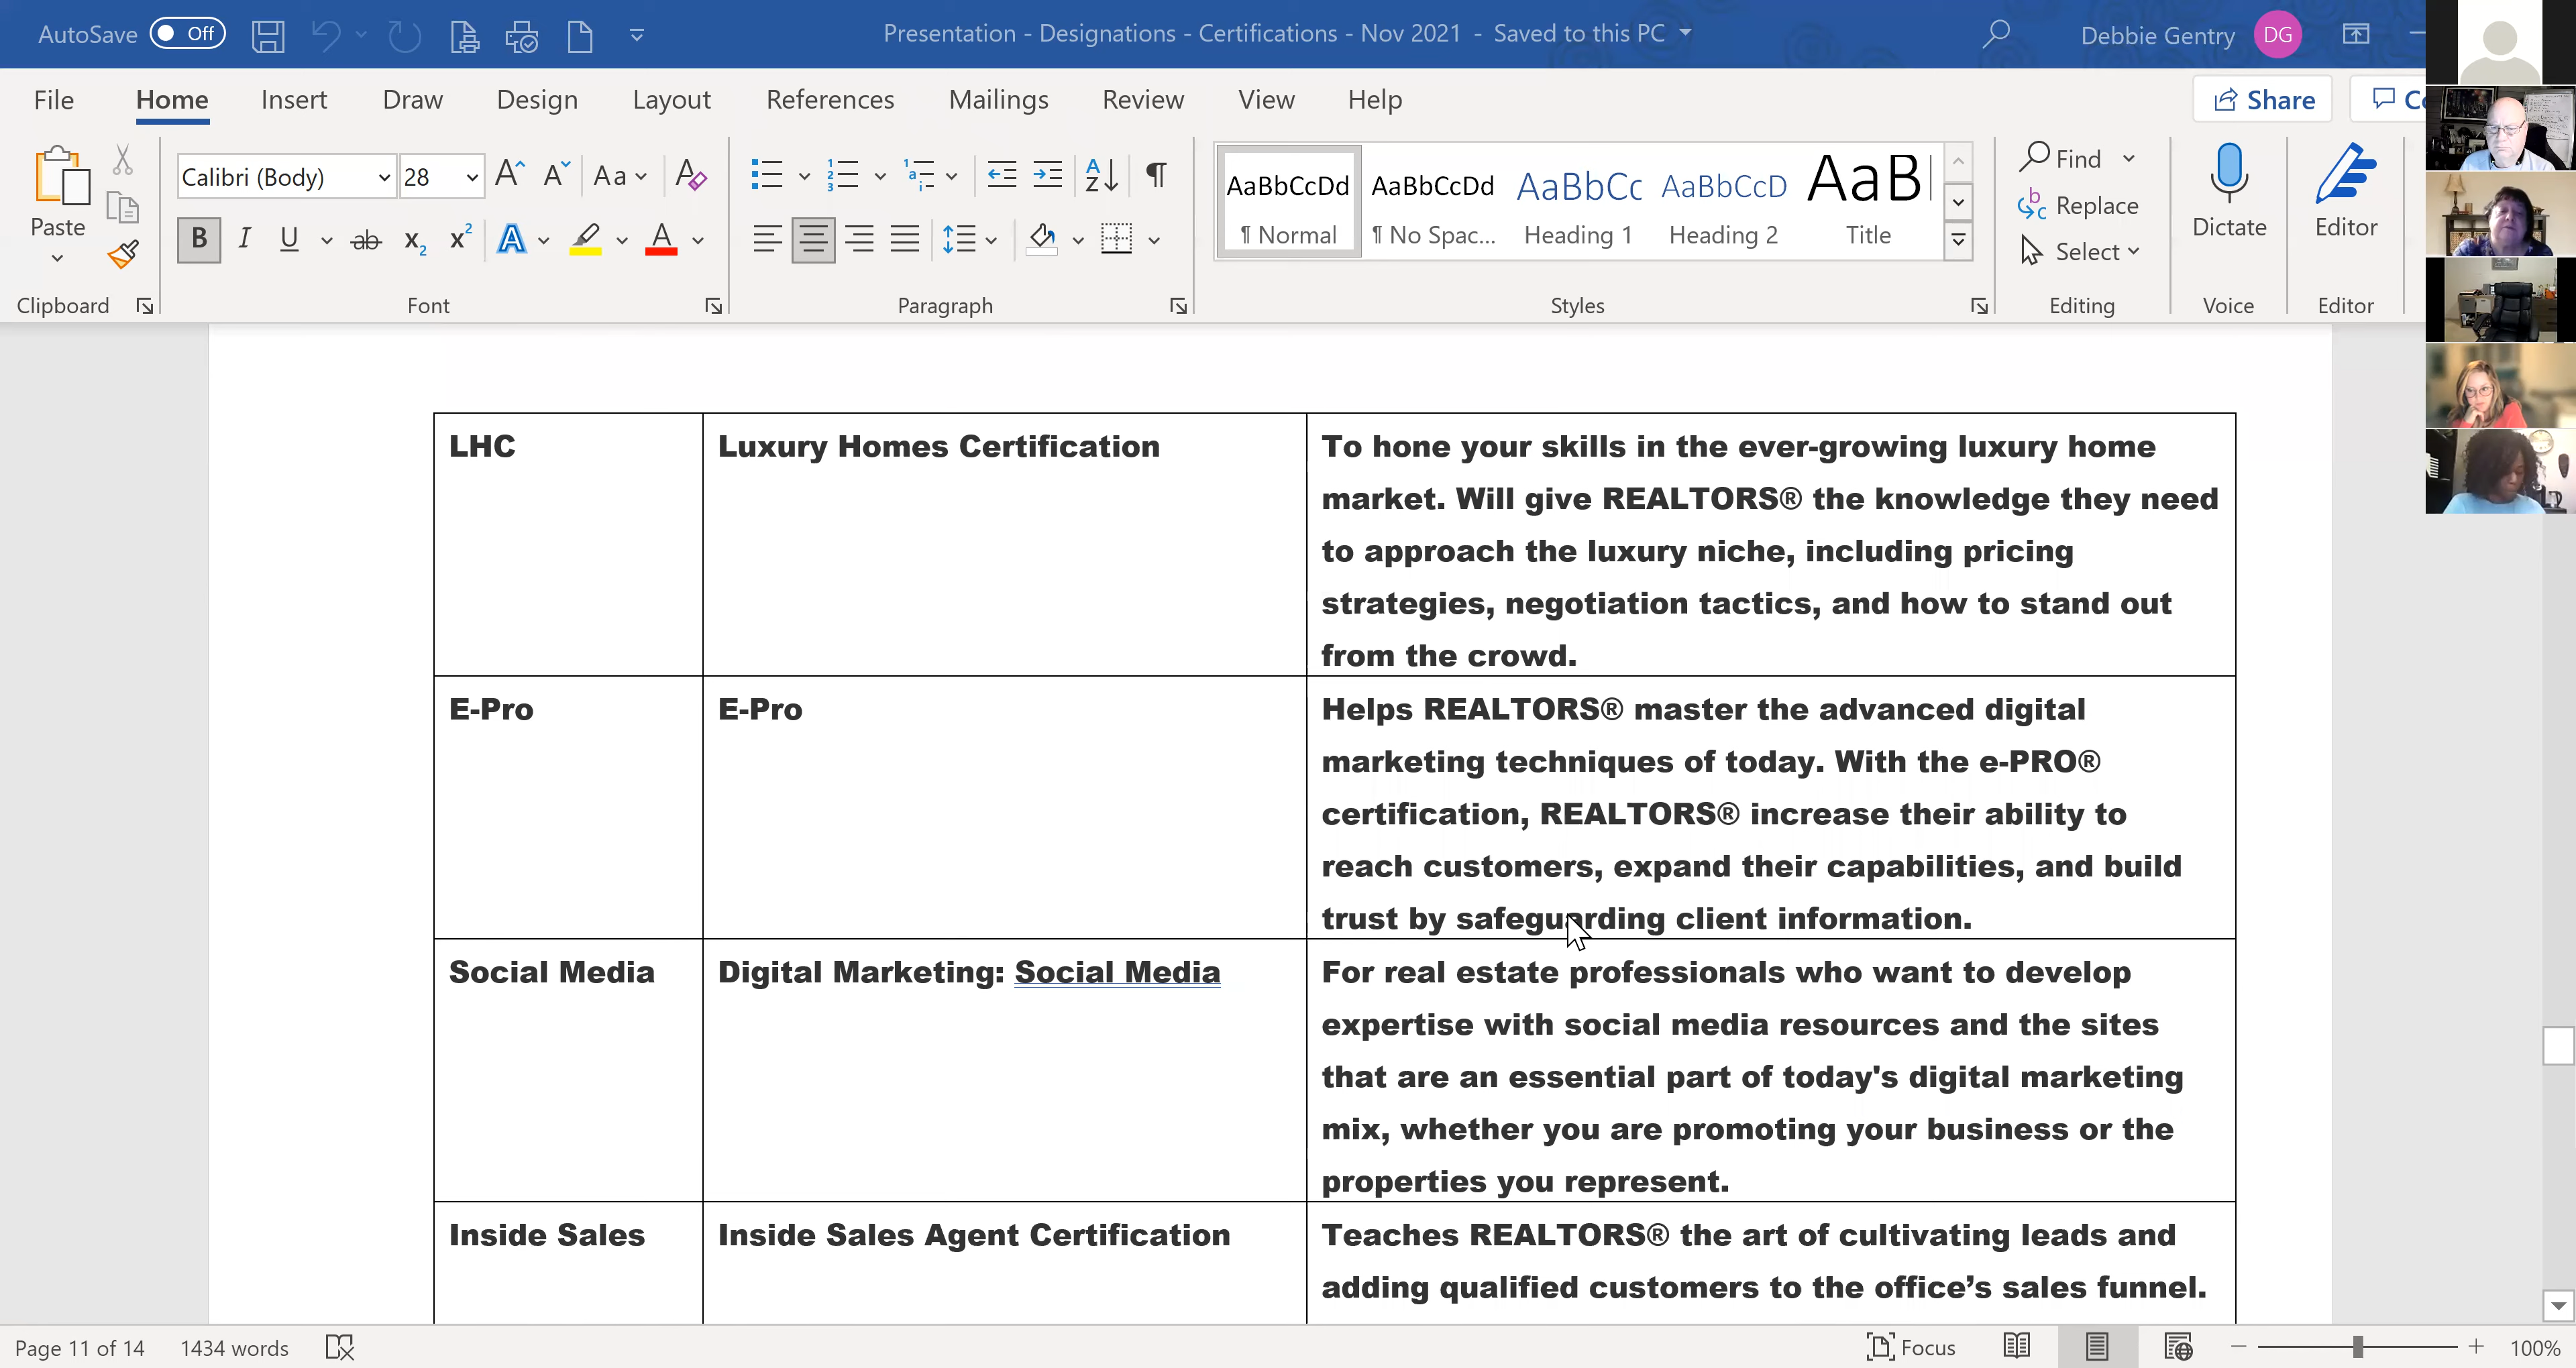 AutoSave Off
Presentation - Designations - Certifications - Nov 2021 - Saved to this PC
Debbie Gentry DG
File Home Insert Draw Design Layout References Mailings Review View Help
Share
Paste
Clipboard
Calibri (Body) 28
Font
Paragraph
AaBbCcDd AaBbCcDd AaBbCc AaBbCcD AaB
¶ Normal ¶ No Spac... Heading 1 Heading 2 Title
Styles
Find
Replace
Select
Editing
Dictate
Voice
Editor
Editor
LHC
Luxury Homes Certification
To hone your skills in the ever-growing luxury home
market. Will give REALTORS® the knowledge they need
to approach the luxury niche, including pricing
strategies, negotiation tactics, and how to stand out
from the crowd.
E-Pro
E-Pro
Helps REALTORS® master the advanced digital
marketing techniques of today. With the e-PRO®
certification, REALTORS® increase their ability to
reach customers, expand their capabilities, and build
trust by safeguarding client information.
Social Media
Digital Marketing: Social Media
For real estate professionals who want to develop
expertise with social media resources and the sites
that are an essential part of today's digital marketing
mix, whether you are promoting your business or the
properties you represent.
Inside Sales
Inside Sales Agent Certification
Teaches REALTORS® the art of cultivating leads and
adding qualified customers to the office’s sales funnel.
Page 11 of 14 1434 words
Focus
100%